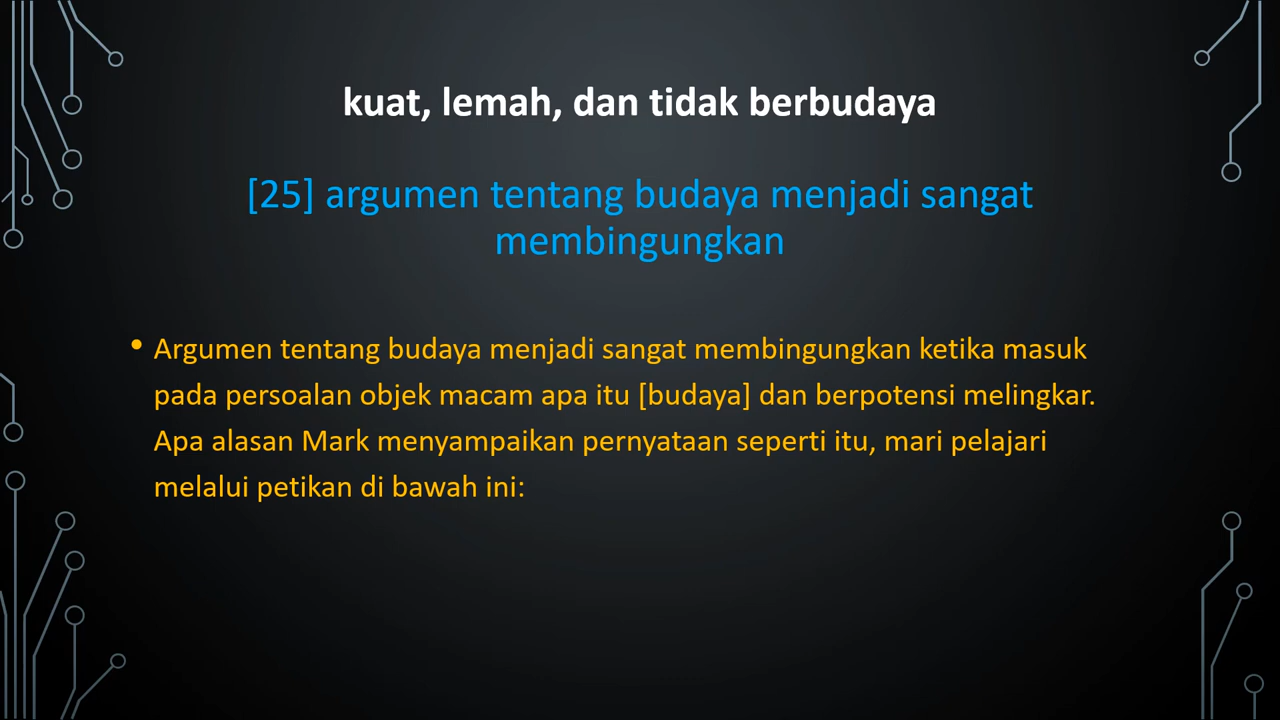 kuat, lemah, dan tidak berbudaya
[25] argumen tentang budaya menjadi sangat
membingungkan
• Argumen tentang budaya menjadi sangat membingungkan ketika masuk
pada persoalan objek macam apa itu [budaya] dan berpotensi melingkar.
Apa alasan Mark menyampaikan pernyataan seperti itu, mari pelajari
melalui petikan di bawah ini: